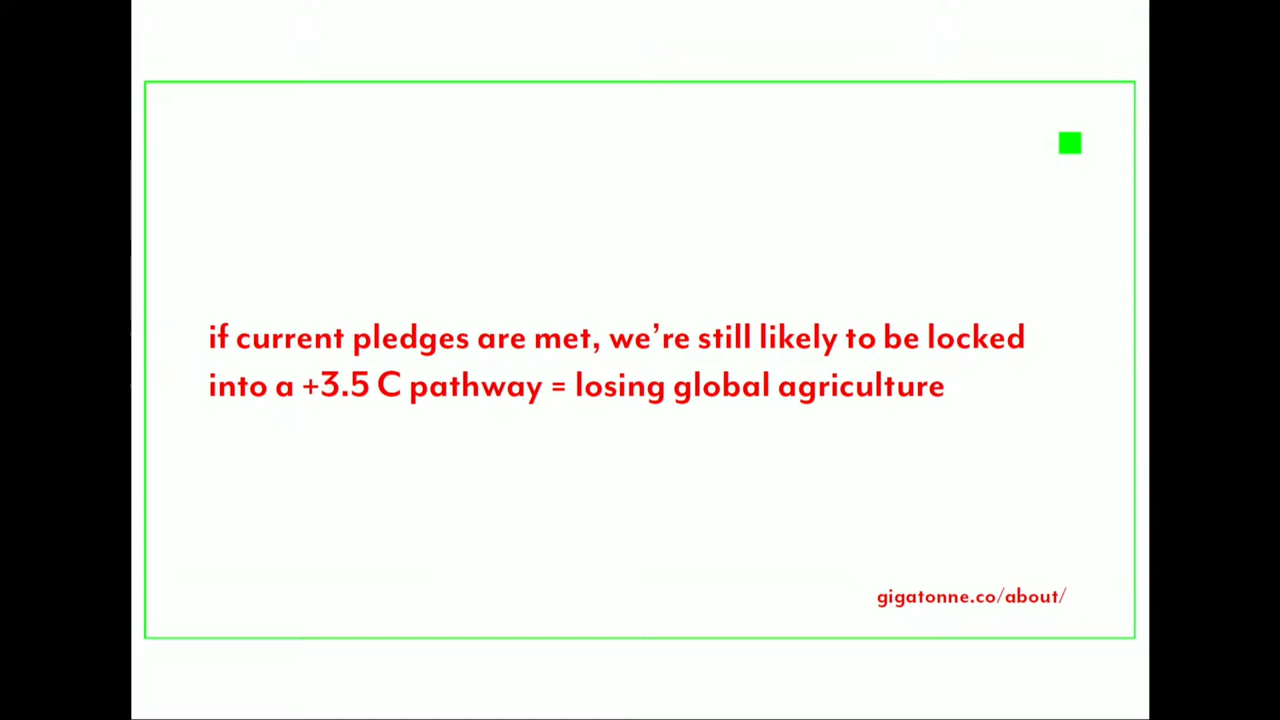 if current pledges are met, we’re still likely to be locked
into a +3.5 C pathway = losing global agriculture
gigatonne.co/about/